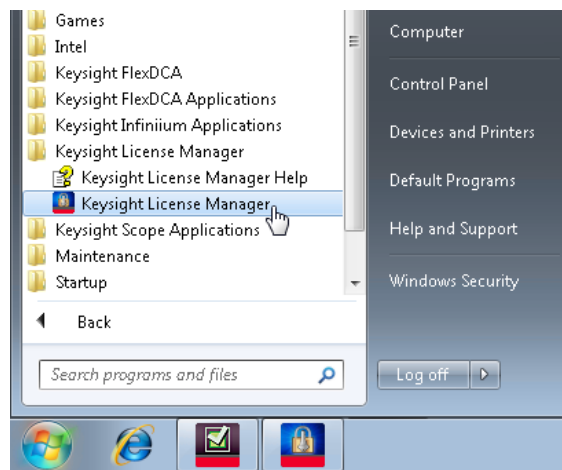 Games
Intel
Keysight FlexDCA
Keysight FlexDCA Applications
Keysight Infiniium Applications
Keysight License Manager
Keysight License Manager Help
Keysight License Manager
Keysight Scope Applications
Maintenance
Startup
Back
Search programs and files
Computer
Control Panel
Devices and Printers
Default Programs
Help and Support
Windows Security
Log off